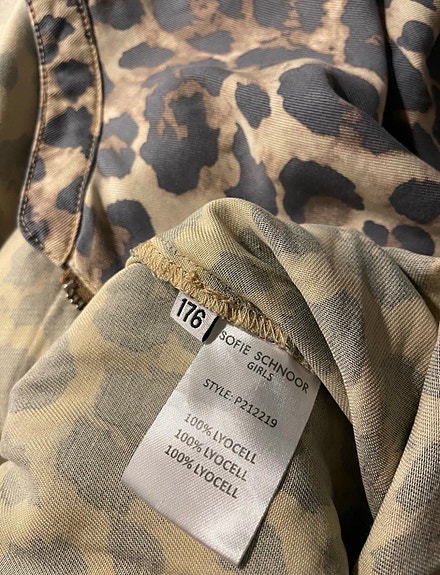 176
SOFIE SCHNOOR
GIRLS
STYLE: P212219
100% LYOCELL
100% LYOCELL
100% LYOCELL